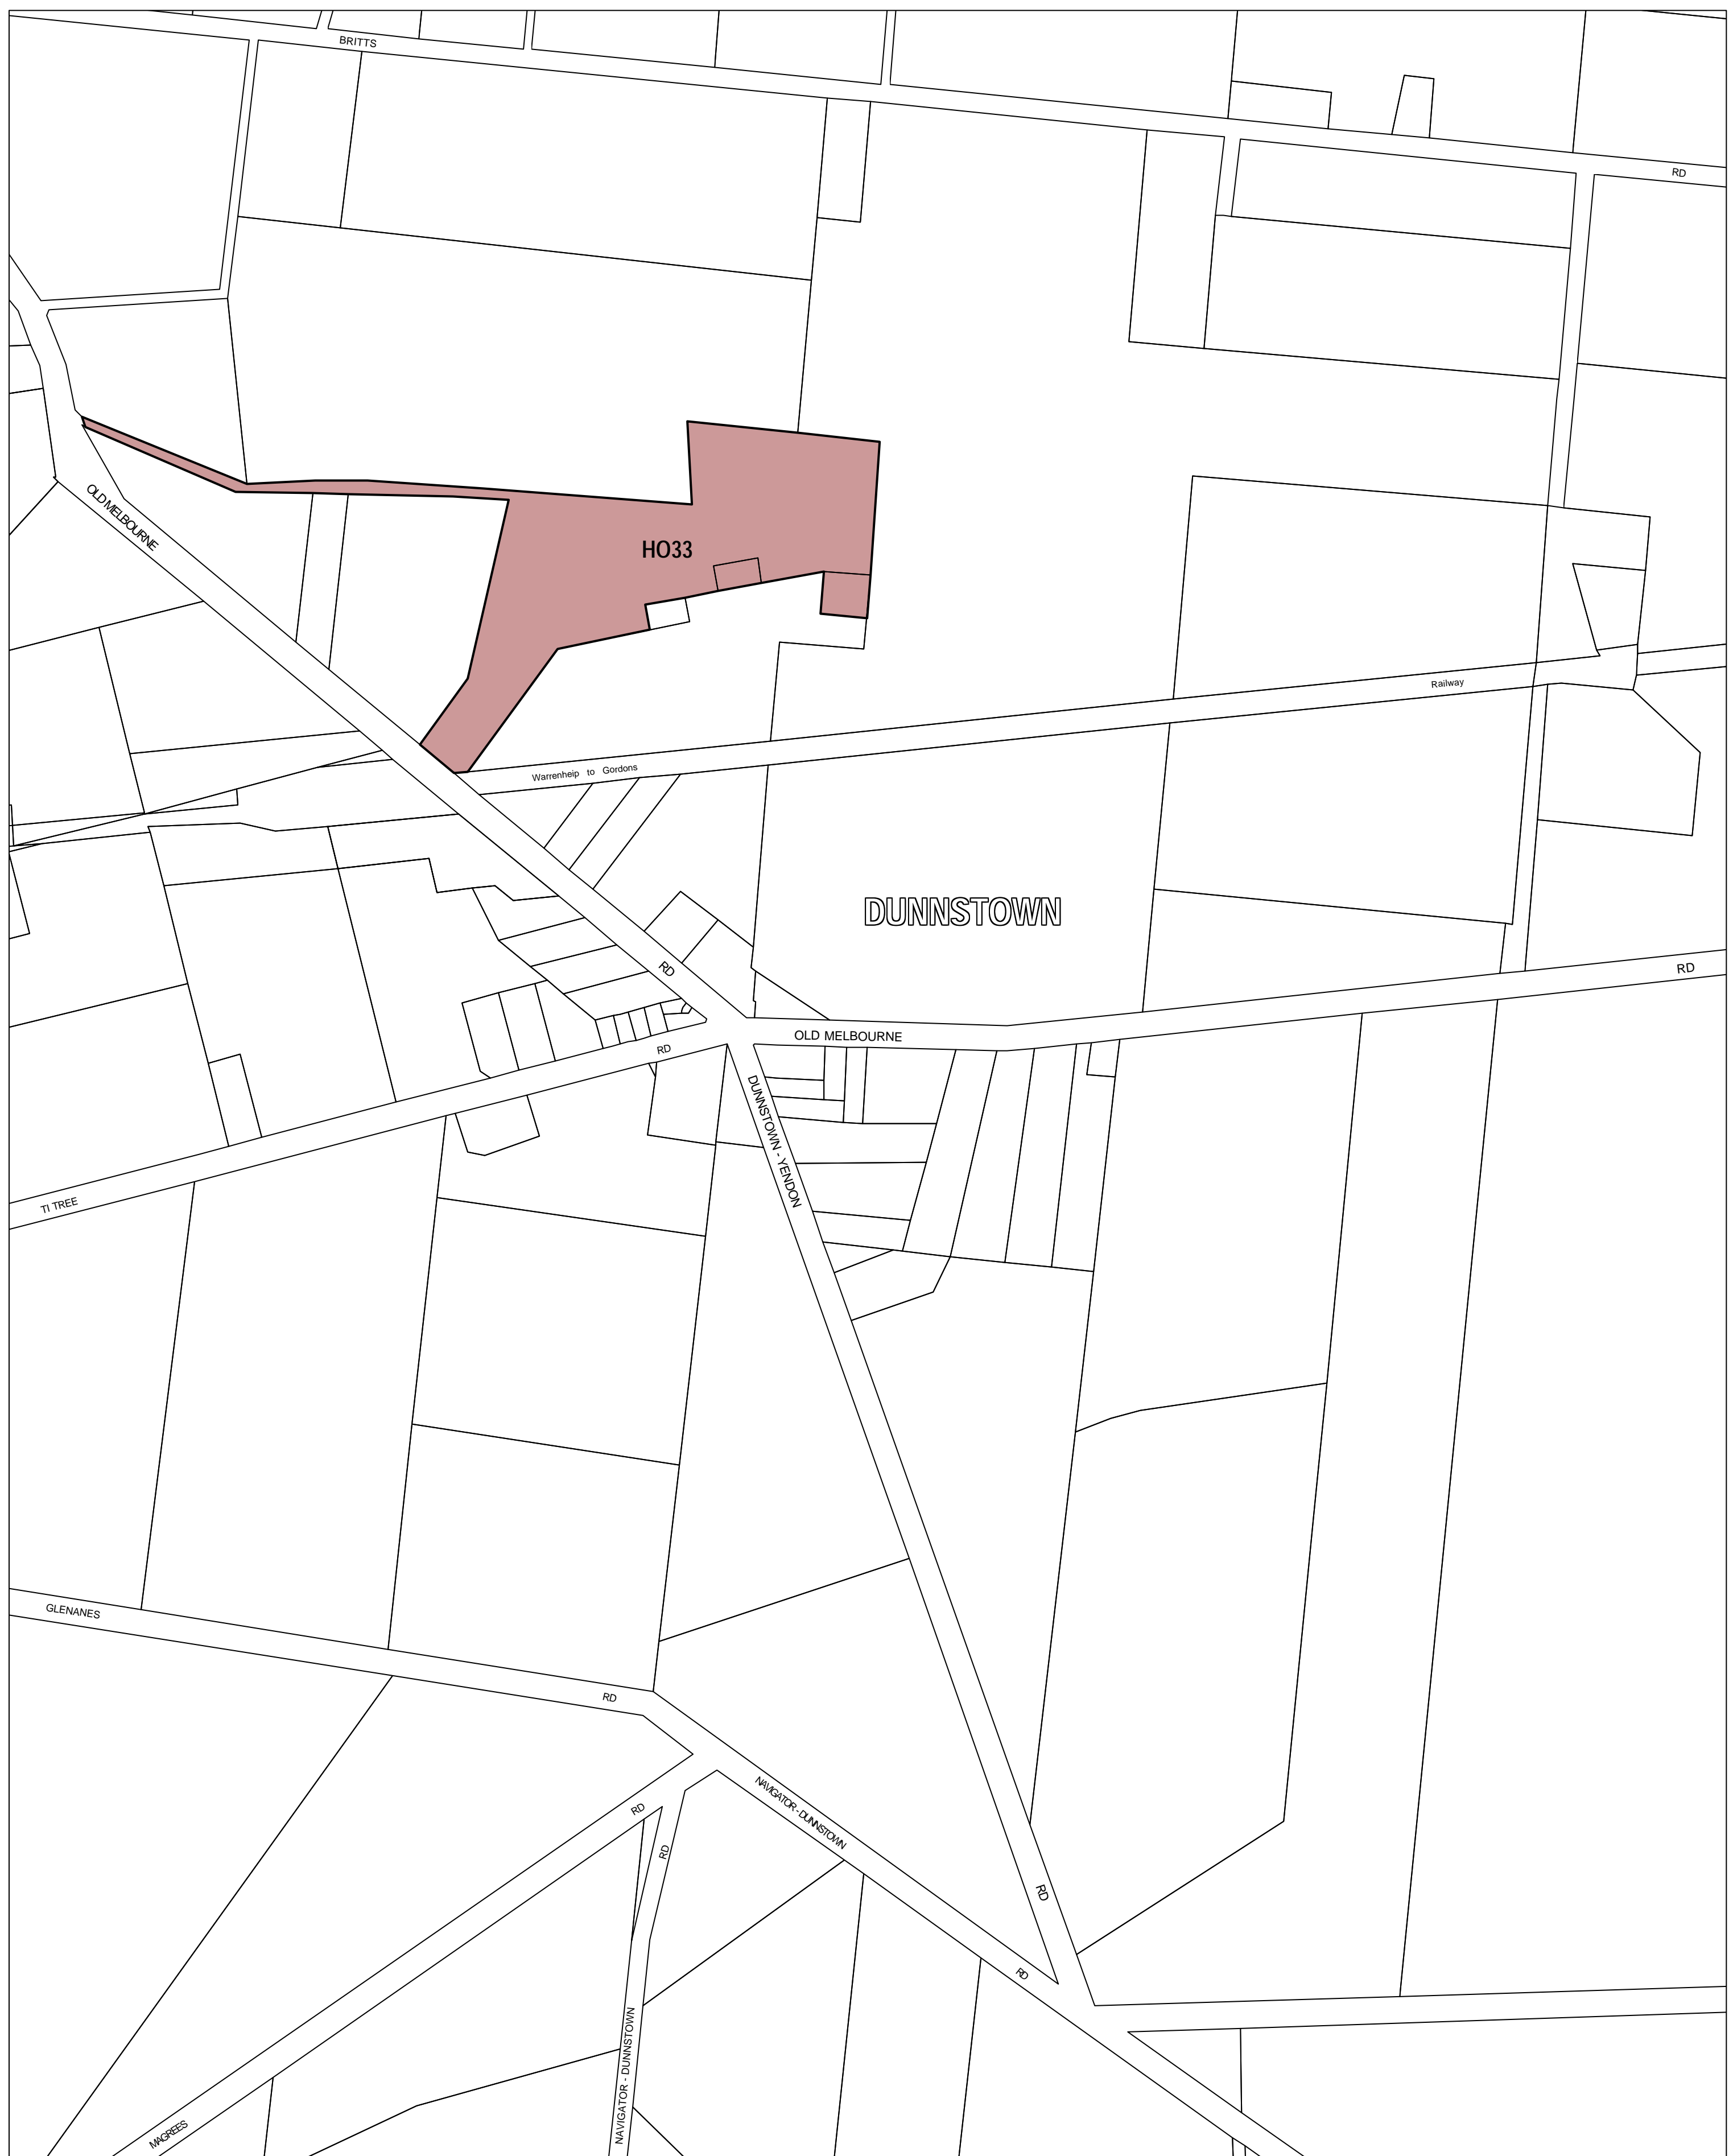 BRITTS
RD
OLD MELBOURNE
HO33
Railway
Warrenheip to Gordons
DUNNSTOWN
RD
RD
OLD MELBOURNE
RD
DUNNSTOWN - YENDON
TI TREE
GLENANES
RD
NAVIGATOR - DUNNSTOWN
RD
RD
RD
RD
NAVIGATOR - DUNNSTOWN
MAGREES